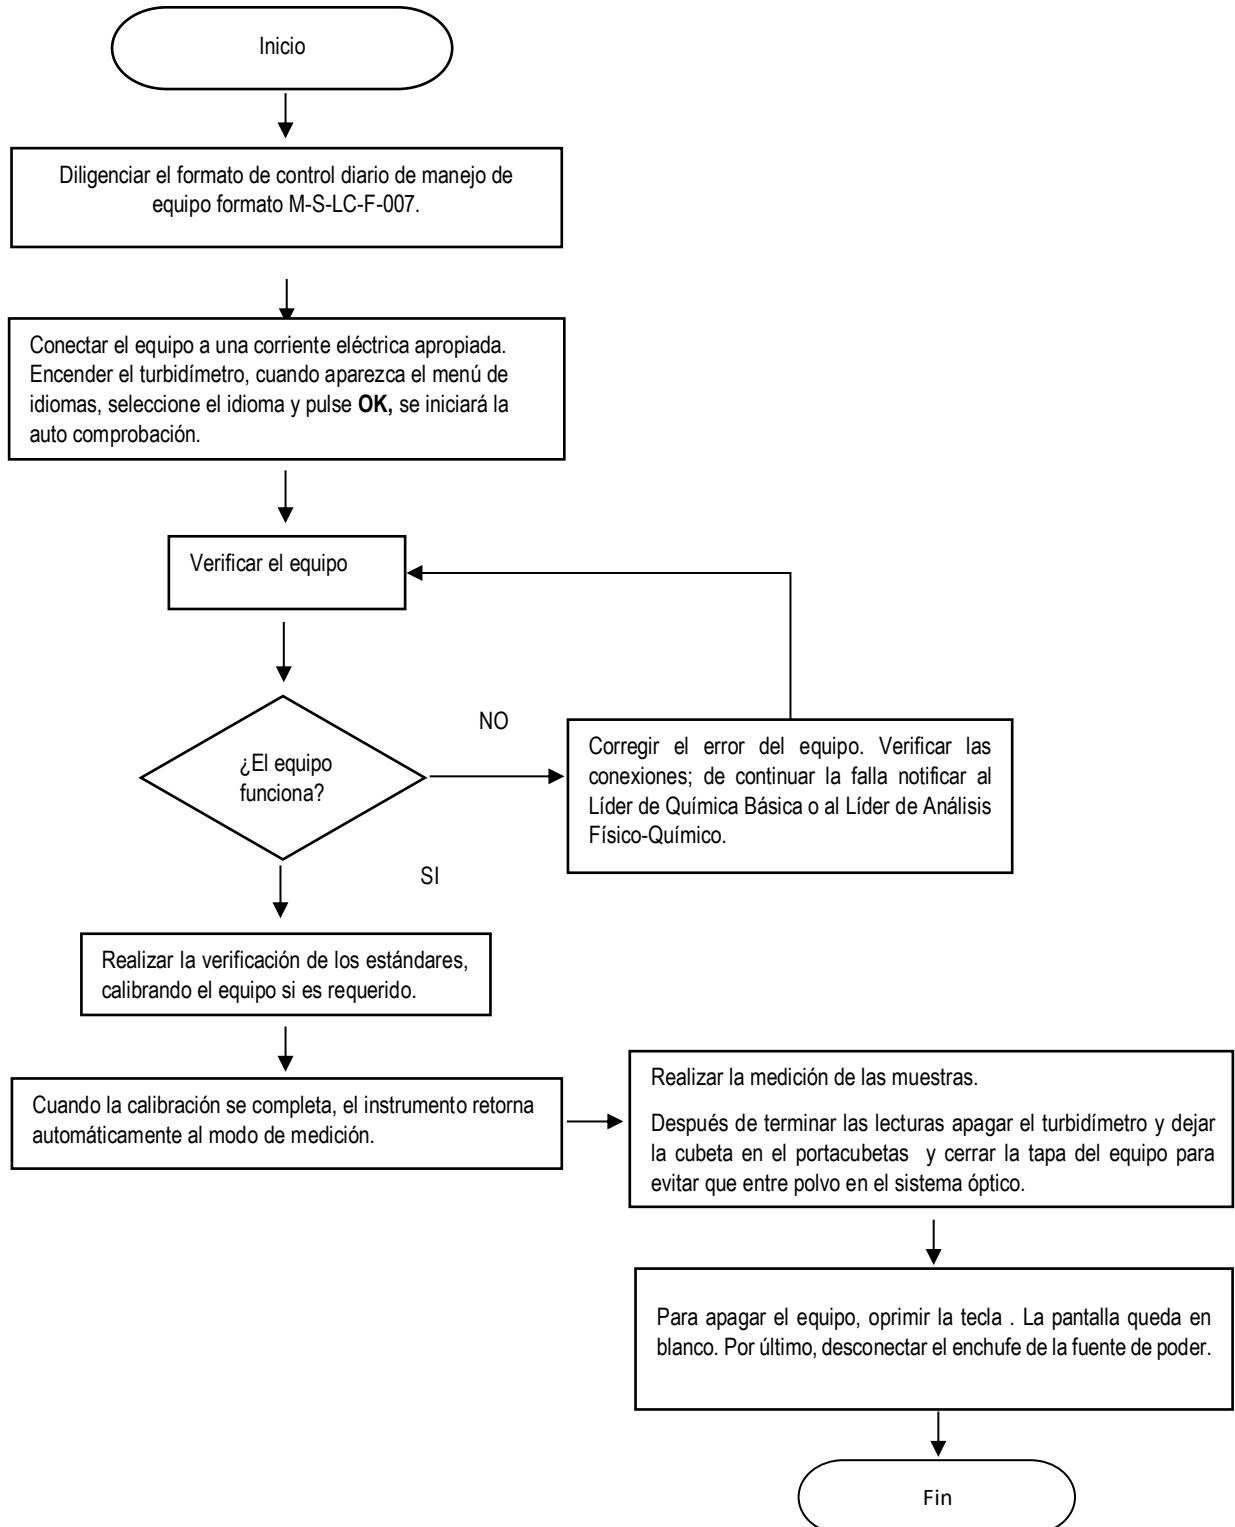 Inicio
Diligenciar el formato de control diario de manejo de
equipo formato M-S-LC-F-007.
Conectar el equipo a una corriente eléctrica apropiada.
Encender el turbidímetro, cuando aparezca el menú de
idiomas, seleccione el idioma y pulse OK, se iniciará la
auto comprobación.
Verificar el equipo
¿El equipo
funciona?
NO
Corregir el error del equipo. Verificar las
conexiones; de continuar la falla notificar al
Líder de Química Básica o al Líder de Análisis
Físico-Químico.
SI
Realizar la verificación de los estándares,
calibrando el equipo si es requerido.
Cuando la calibración se completa, el instrumento retorna
automáticamente al modo de medición.
Realizar la medición de las muestras.
Después de terminar las lecturas apagar el turbidímetro y dejar
la cubeta en el portacubetas y cerrar la tapa del equipo para
evitar que entre polvo en el sistema óptico.
Para apagar el equipo, oprimir la tecla . La pantalla queda en
blanco. Por último, desconectar el enchufe de la fuente de poder.
Fin